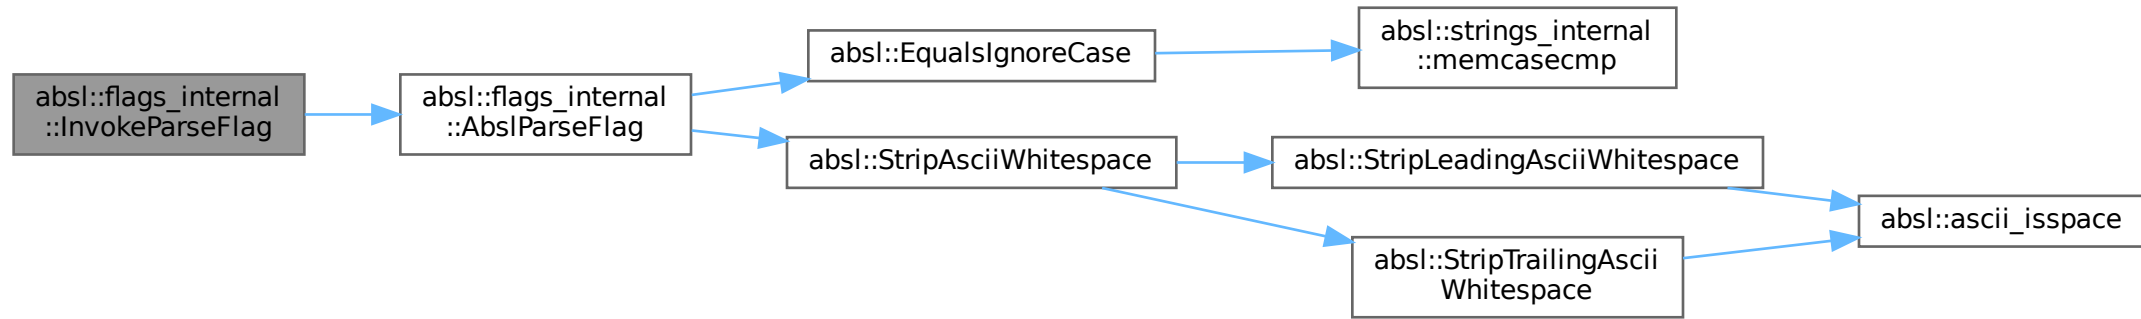 absl::flags_internal
::InvokeParseFlag
absl::flags_internal
::AbslParseFlag
absl::EqualsIgnoreCase
absl::strings_internal
::memcasecmp
absl::StripAsciiWhitespace
absl::StripLeadingAsciiWhitespace
absl::StripTrailingAscii
Whitespace
absl::ascii_isspace